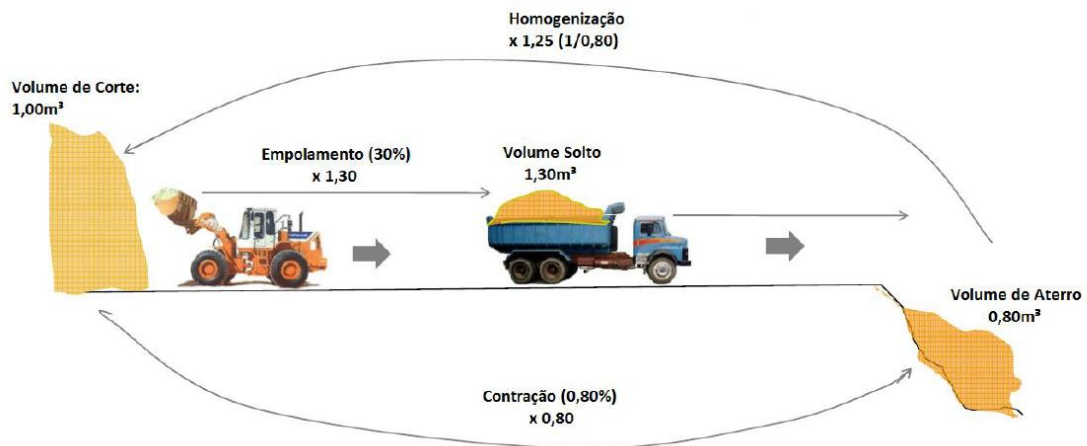 Homogenização
x 1,25 (1/0,80)
Volume de Corte:
1,00m³
Empolamento (30%)
x 1,30
Volume Solto
1,30m³
Volume de Aterro
0,80m³
Contração (0,80%)
x 0,80